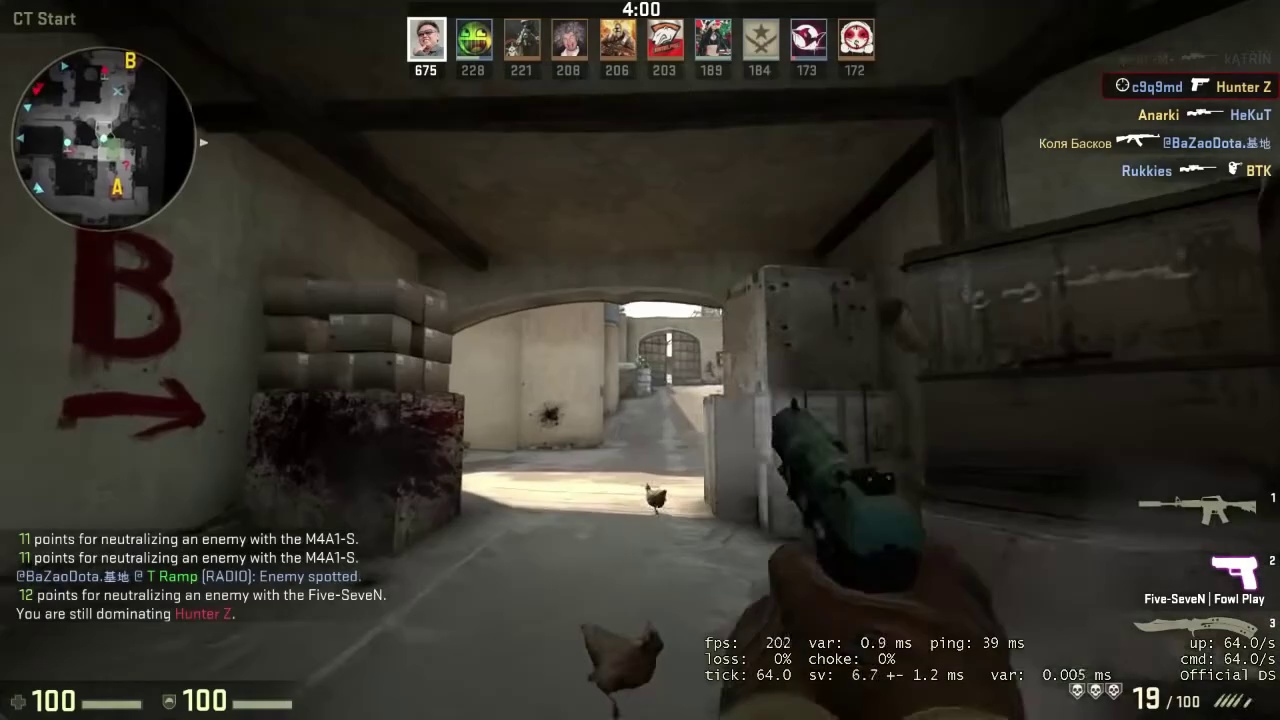 CT Start
4:00
675 228 221 208 206 203 189 184 173 172
B
A
KĄTRIN
c9q9md Hunter Z
Anarki HeKuT
Коля Басков @BaZaoDota.基地
Rukkies BTK
B
11 points for neutralizing an enemy with the M4A1-S.
11 points for neutralizing an enemy with the M4A1-S.
@BaZaoDota.基地 @ T Ramp (RADIO): Enemy spotted.
12 points for neutralizing an enemy with the Five-SeveN.
You are still dominating Hunter Z.
1
2
Five-SeveN | Fowl Play
3
fps: 202 var: 0.9 ms ping: 39 ms up: 64.0/s
loss: 0% choke: 0% cmd: 64.0/s
tick: 64.0 sv: 6.7 +- 1.2 ms var: 0.005 ms Official DS
100 100 19 / 100